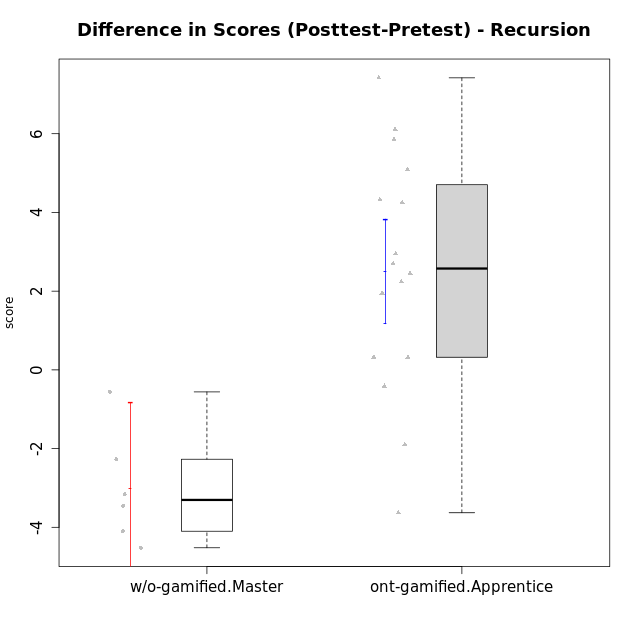 Difference in Scores (Posttest-Pretest) - Recursion
6
4
2
0
-2
-4
score
w/o-gamified.Master
ont-gamified.Apprentice